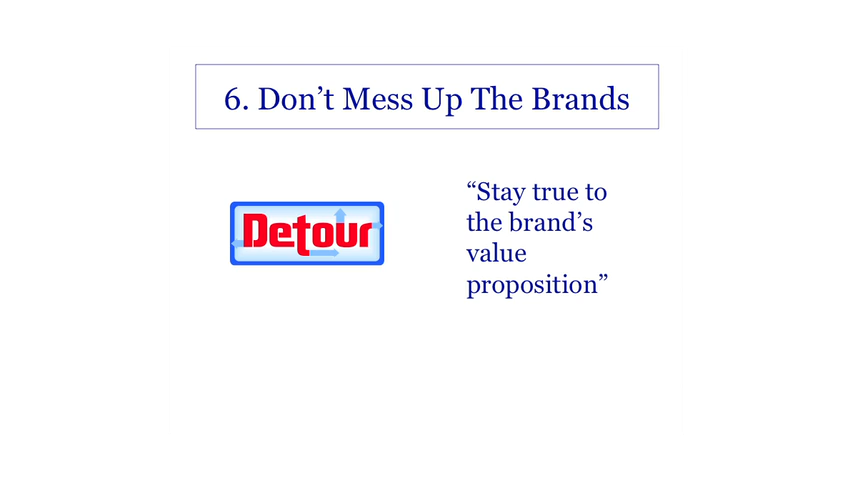 6. Don’t Mess Up The Brands
Detour
“Stay true to
the brand’s
value
proposition”